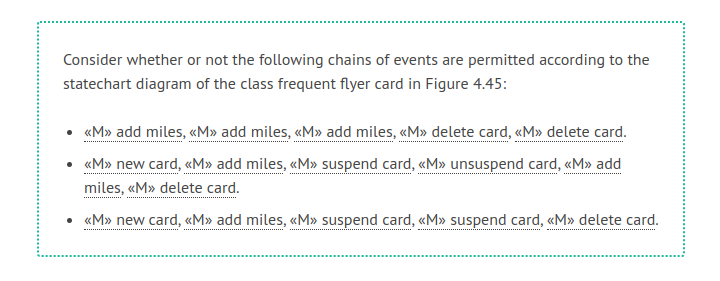 Consider whether or not the following chains of events are permitted according to the
statechart diagram of the class frequent flyer card in Figure 4.45:
• «M» add miles, «M» add miles, «M» add miles, «M» delete card, «M» delete card.
• «M» new card, «M» add miles, «M» suspend card, «M» unsuspend card, «M» add
miles, «M» delete card.
• «M» new card, «M» add miles, «M» suspend card, «M» suspend card, «M» delete card.